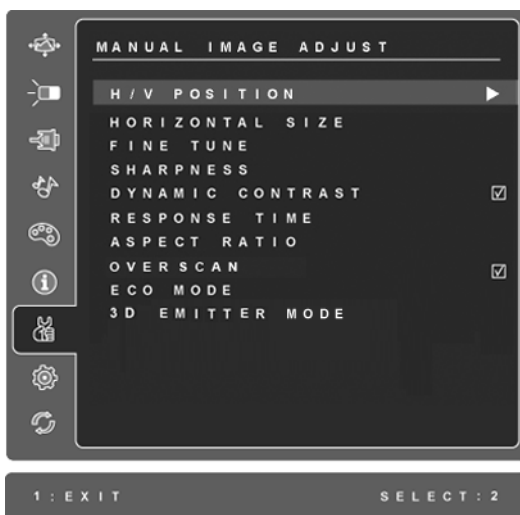 MANUAL IMAGE ADJUST
H/V POSITION
HORIZONTAL SIZE
FINE TUNE
SHARPNESS
DYNAMIC CONTRAST
RESPONSE TIME
ASPECT RATIO
OVERSCAN
ECO MODE
3D EMITTER MODE
1:EXIT SELECT:2